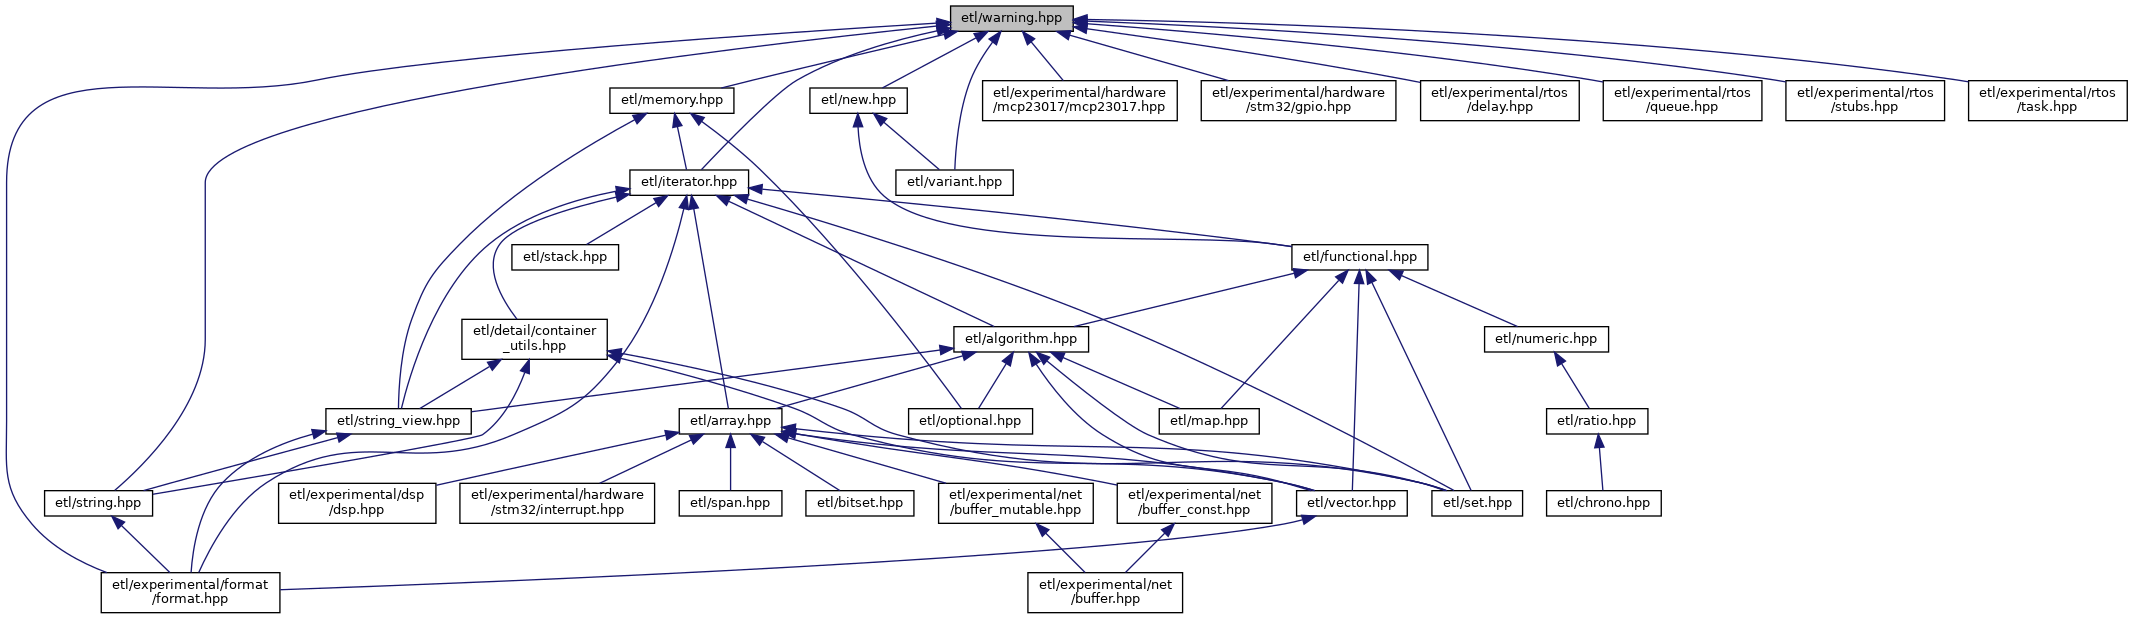 etl/warning.hpp
etl/memory.hpp
etl/new.hpp
etl/experimental/hardware
/mcp23017/mcp23017.hpp
etl/experimental/hardware
/stm32/gpio.hpp
etl/experimental/rtos
/delay.hpp
etl/experimental/rtos
/queue.hpp
etl/experimental/rtos
/stubs.hpp
etl/experimental/rtos
/task.hpp
etl/iterator.hpp
etl/variant.hpp
etl/stack.hpp
etl/functional.hpp
etl/detail/container
_utils.hpp
etl/algorithm.hpp
etl/numeric.hpp
etl/string_view.hpp
etl/array.hpp
etl/optional.hpp
etl/map.hpp
etl/ratio.hpp
etl/string.hpp
etl/experimental/dsp
/dsp.hpp
etl/experimental/hardware
/stm32/interrupt.hpp
etl/span.hpp
etl/bitset.hpp
etl/experimental/net
/buffer_mutable.hpp
etl/experimental/net
/buffer_const.hpp
etl/vector.hpp
etl/set.hpp
etl/chrono.hpp
etl/experimental/format
/format.hpp
etl/experimental/net
/buffer.hpp